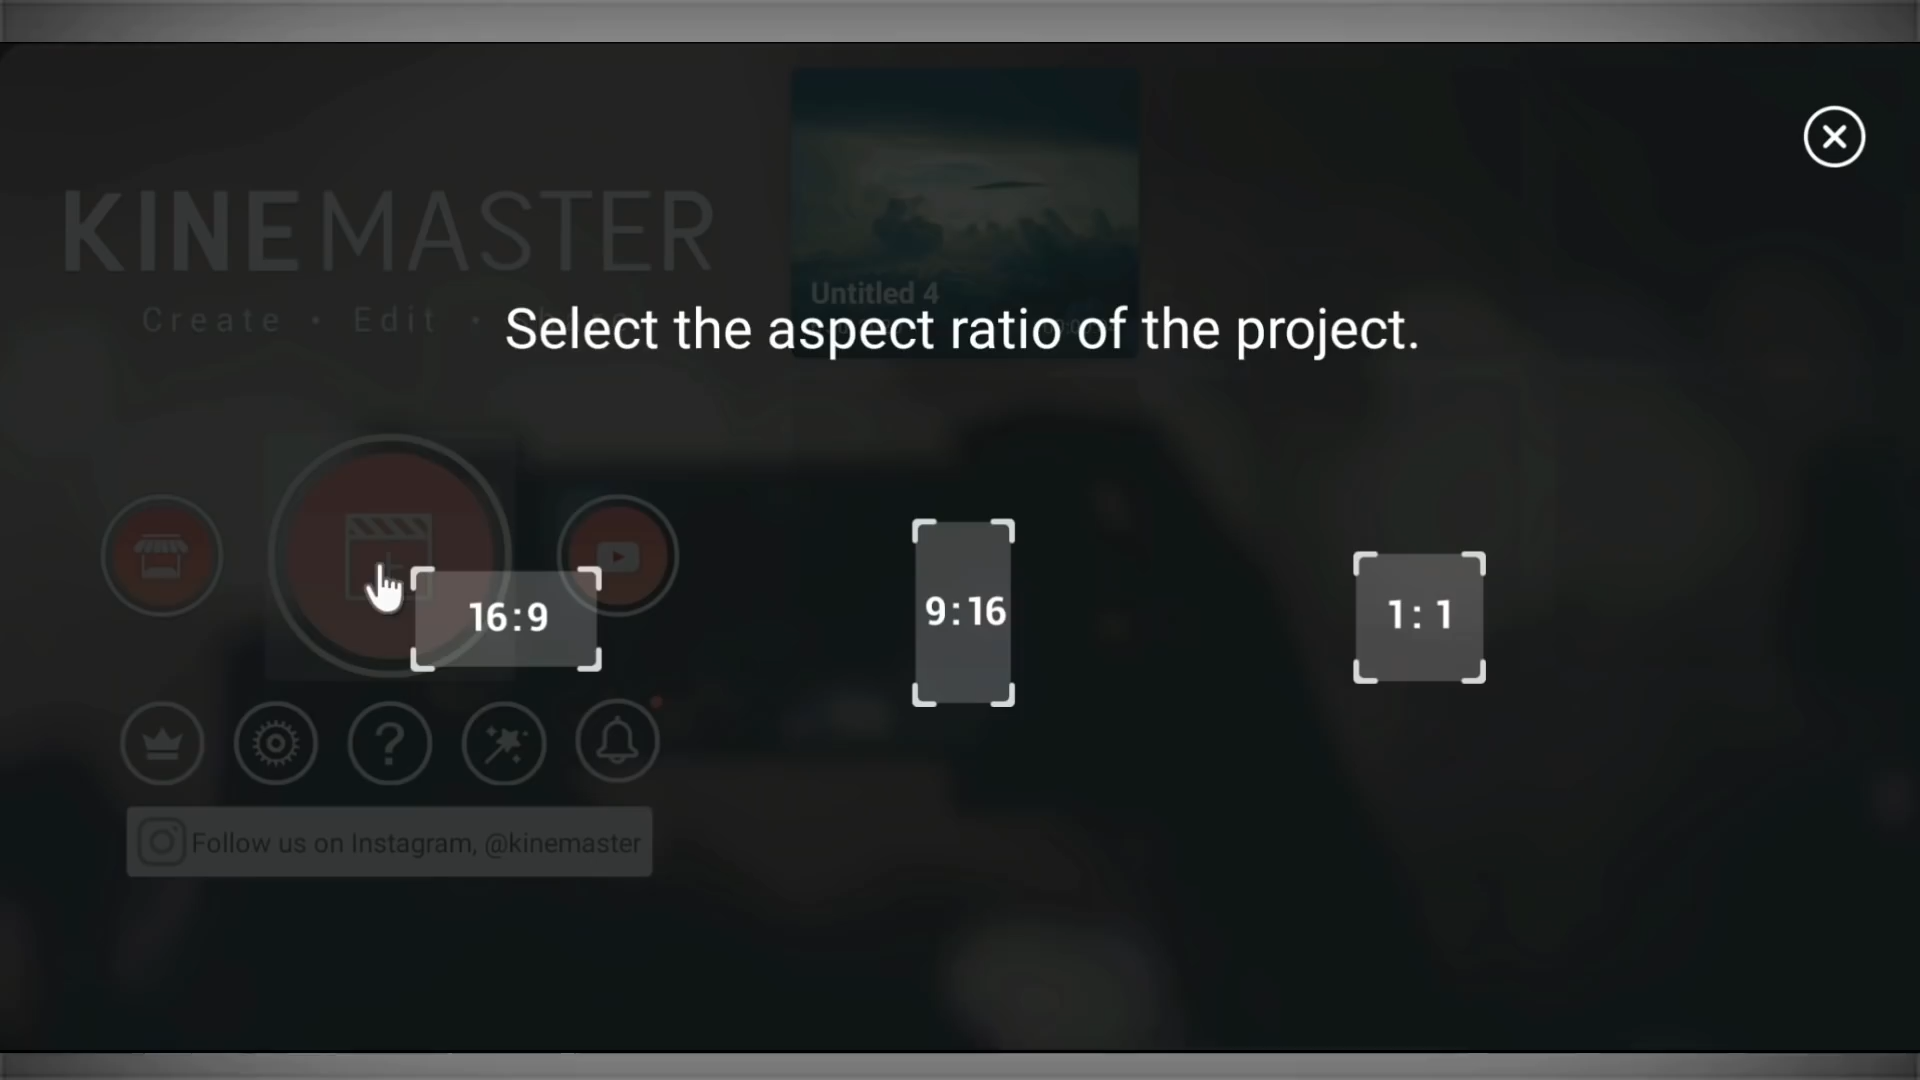 KINEMASTER
Untitled 4
Create • Edit •
Select the aspect ratio of the project.
16:9
9:16
1:1
Follow us on Instagram, @kinemaster